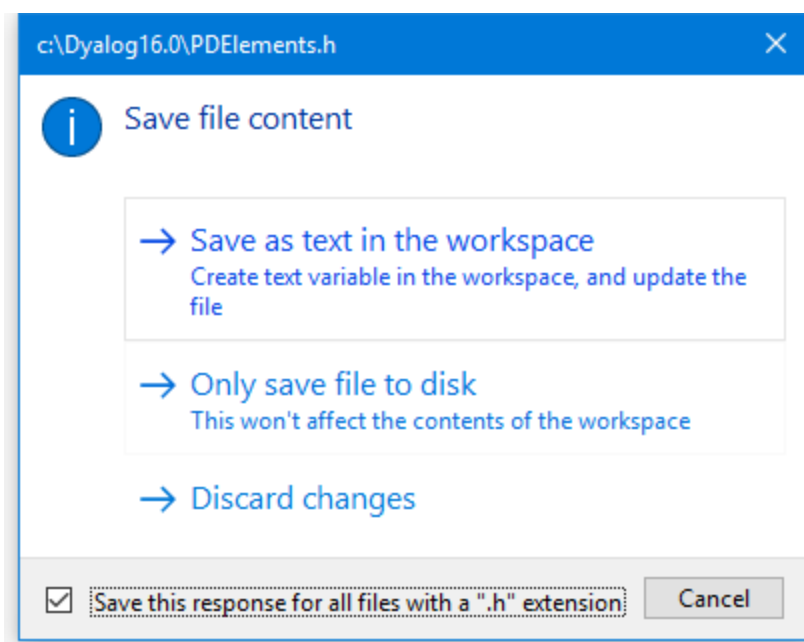 c:\Dyalog16.0\PDElements.h
Save file content
Save as text in the workspace
Create text variable in the workspace, and update the
file
Only save file to disk
This won't affect the contents of the workspace
Discard changes
Save this response for all files with a ".h" extension
Cancel